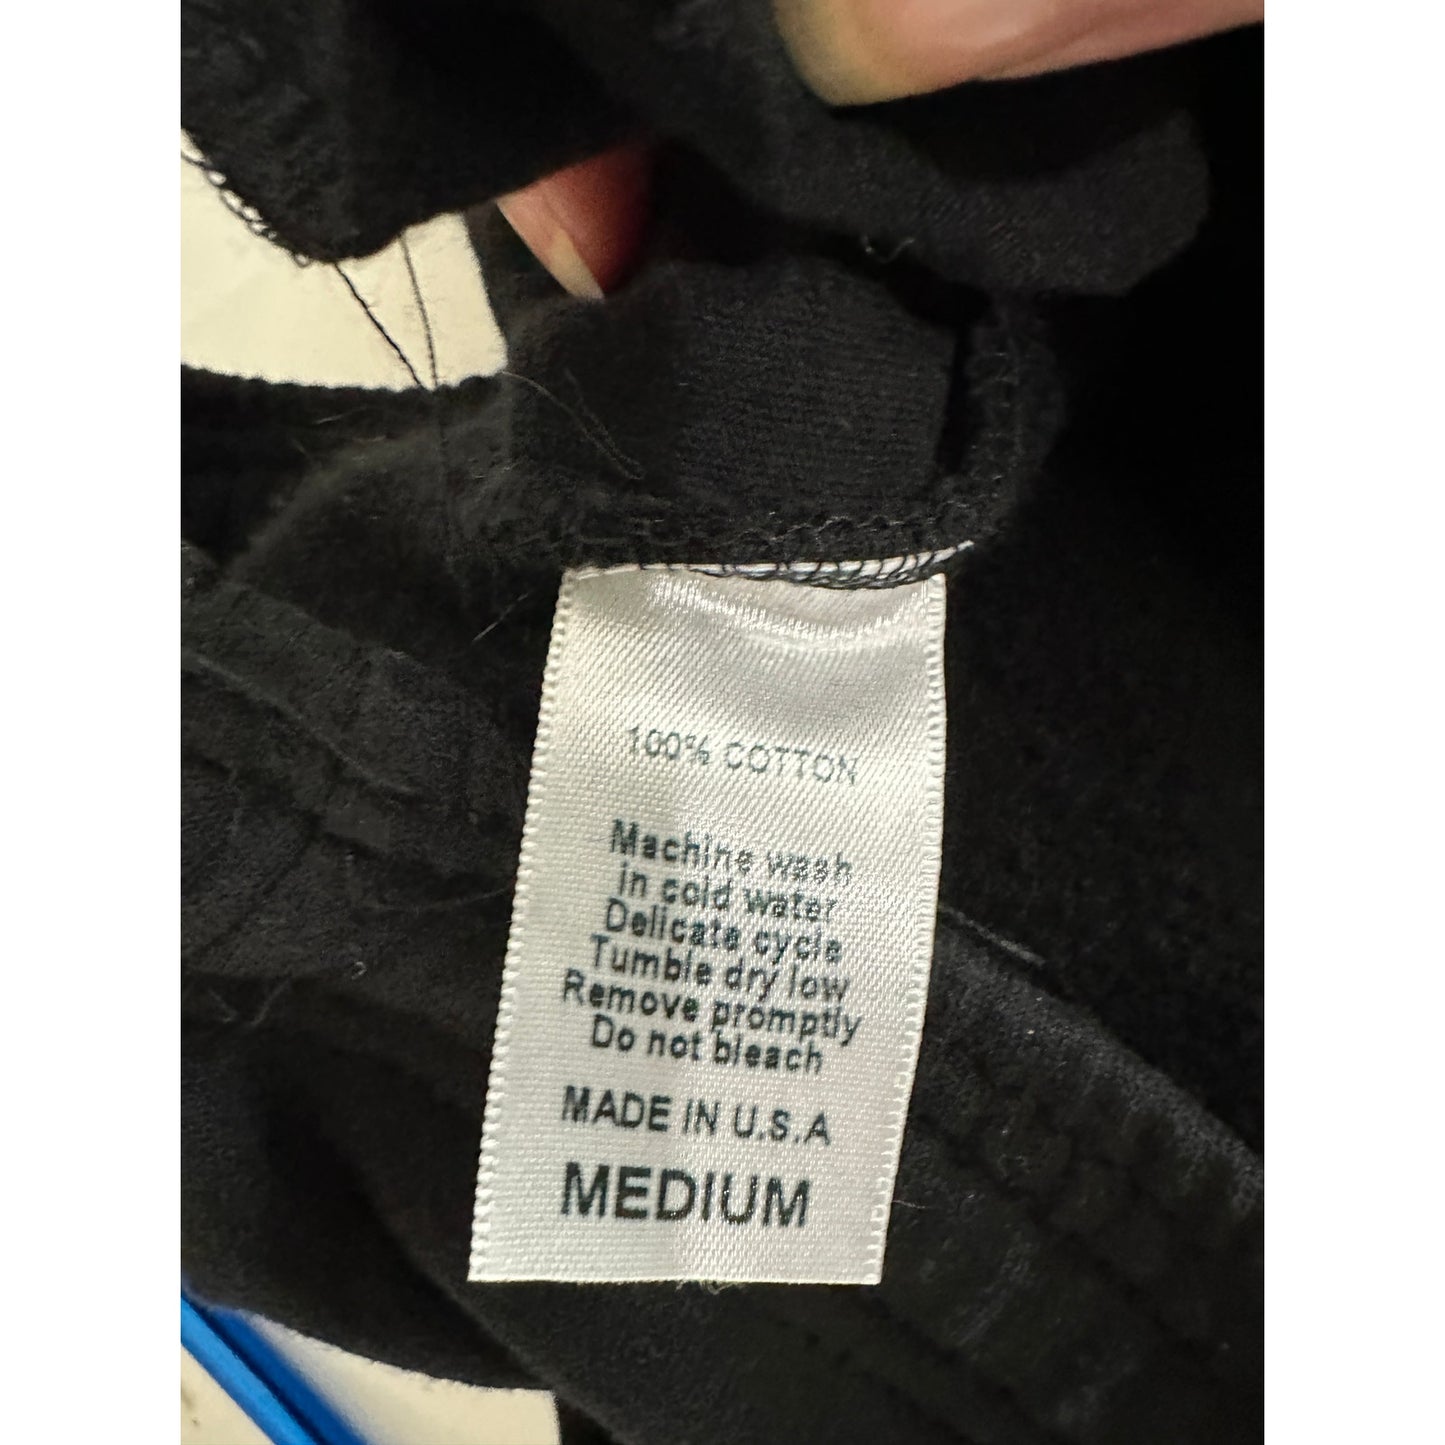 100% COTTON
Machine wash
in cold water
Delicate cycle
Tumble dry low
Remove promptly
Do not bleach
MADE IN U.S.A
MEDIUM